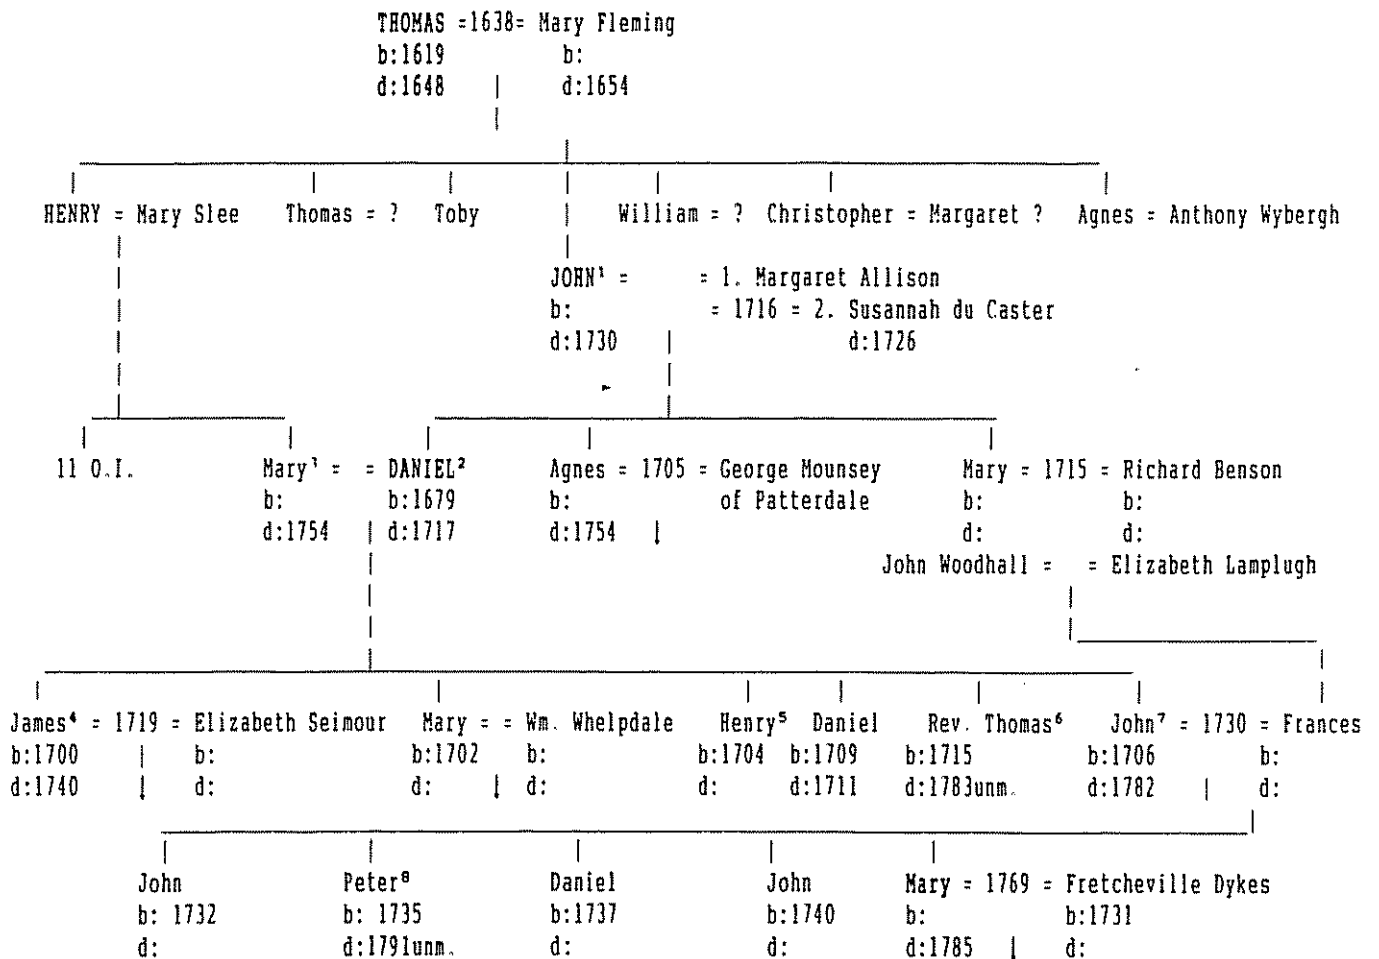 THOMAS =1638= Mary Fleming
b:1619 b:
d:1648 d:1654
HENRY = Mary Slee Thomas = ? Toby William = ? Christopher = Margaret ? Agnes = Anthony Wybergh
JOHN¹ = = 1. Margaret Allison
b: = 1716 = 2. Susannah du Caster
d:1730 d:1726
11 O.I. Mary³ = = DANIEL² Agnes = 1705 = George Mounsey Mary = 1715 = Richard Benson
b: b:1679 b: of Patterdale b: b:
d:1754 d:1717 d:1754 d: d:
John Woodhall = = Elizabeth Lamplugh
James⁴ = 1719 = Elizabeth Seimour Mary = = Wm. Whelpdale Henry⁵ Daniel Rev. Thomas⁶ John⁷ = 1730 = Frances
b:1700 b: b:1702 b: b:1704 b:1709 b:1715 b:1706 b:
d:1740 d: d: d: d: d:1711 d:1783unm. d:1782 d:
John Peter⁸ Daniel John Mary = 1769 = Fretcheville Dykes
b: 1732 b: 1735 b:1737 b:1740 b: b:1731
d: d:1791unm. d: d: d:1785 d: